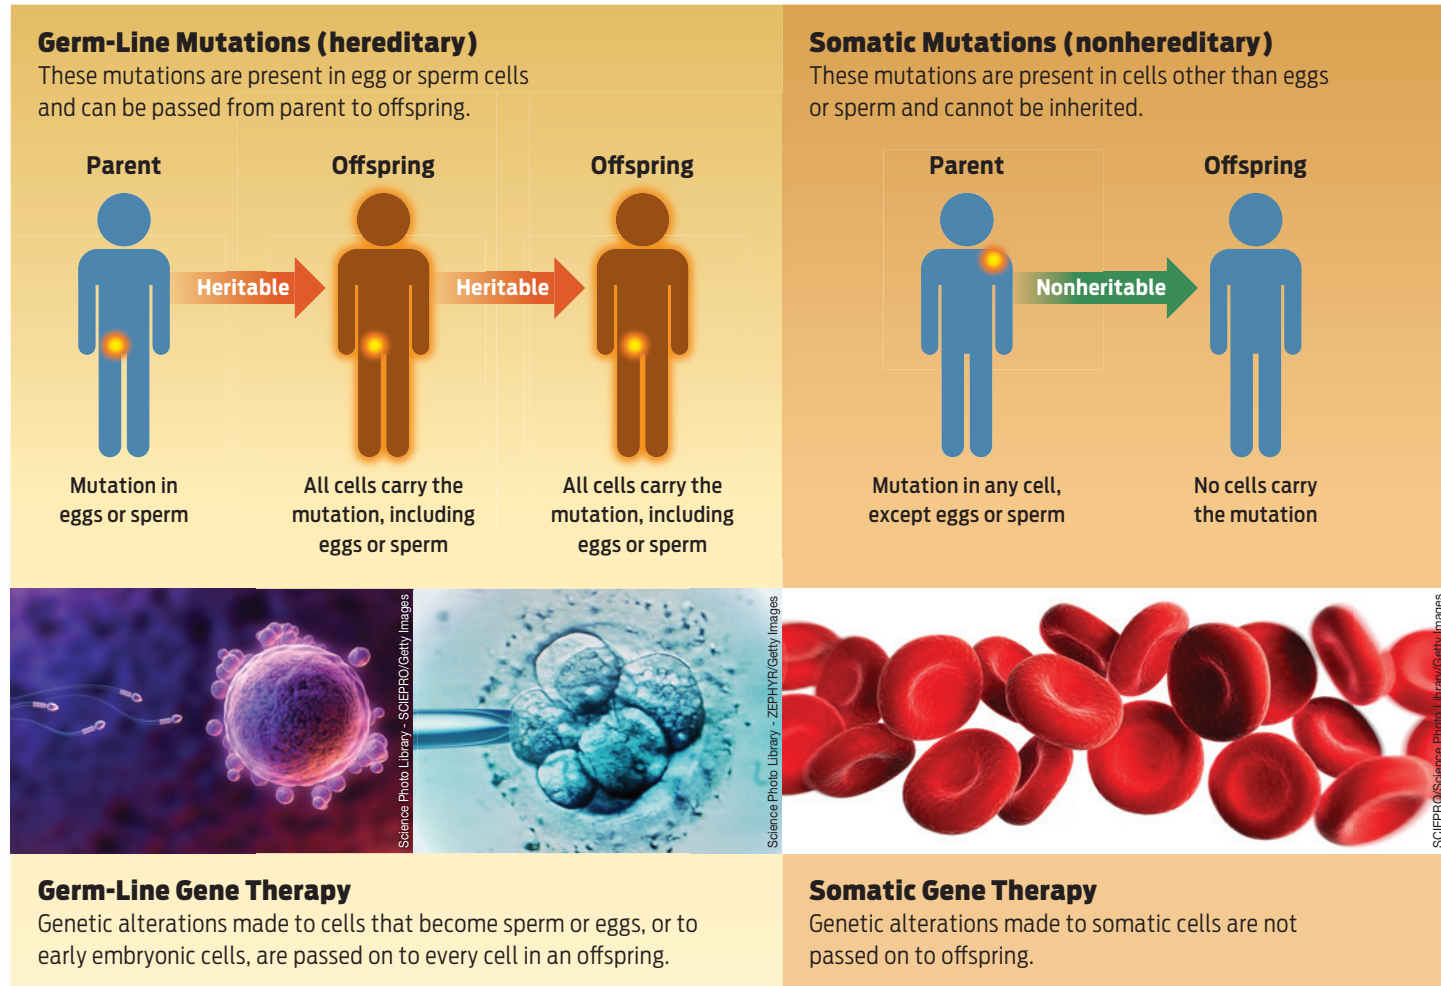 Germ-Line Mutations (hereditary)
These mutations are present in egg or sperm cells
and can be passed from parent to offspring.
Parent
Offspring
Offspring
Heritable
Heritable
Mutation in
eggs or sperm
All cells carry the
mutation, including
eggs or sperm
All cells carry the
mutation, including
eggs or sperm
Somatic Mutations (nonhereditary)
These mutations are present in cells other than eggs
or sperm and cannot be inherited.
Parent
Offspring
Nonheritable
Mutation in any cell,
except eggs or sperm
No cells carry
the mutation
Science Photo Library - SCIEPRO/Getty Images
Science Photo Library - ZEPHYR/Getty Images
SCIEPRO/Science Photo Library/Getty Images
Germ-Line Gene Therapy
Genetic alterations made to cells that become sperm or eggs, or to
early embryonic cells, are passed on to every cell in an offspring.
Somatic Gene Therapy
Genetic alterations made to somatic cells are not
passed on to offspring.